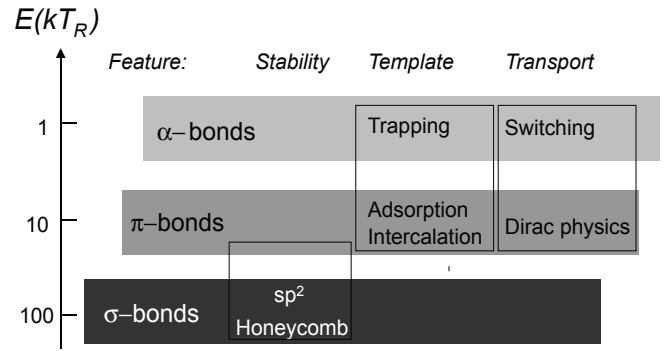 E(kT_R)
Feature: Stability Template Transport
1 α–bonds Trapping Switching
10 π–bonds Adsorption Intercalation Dirac physics
100 σ–bonds sp² Honeycomb